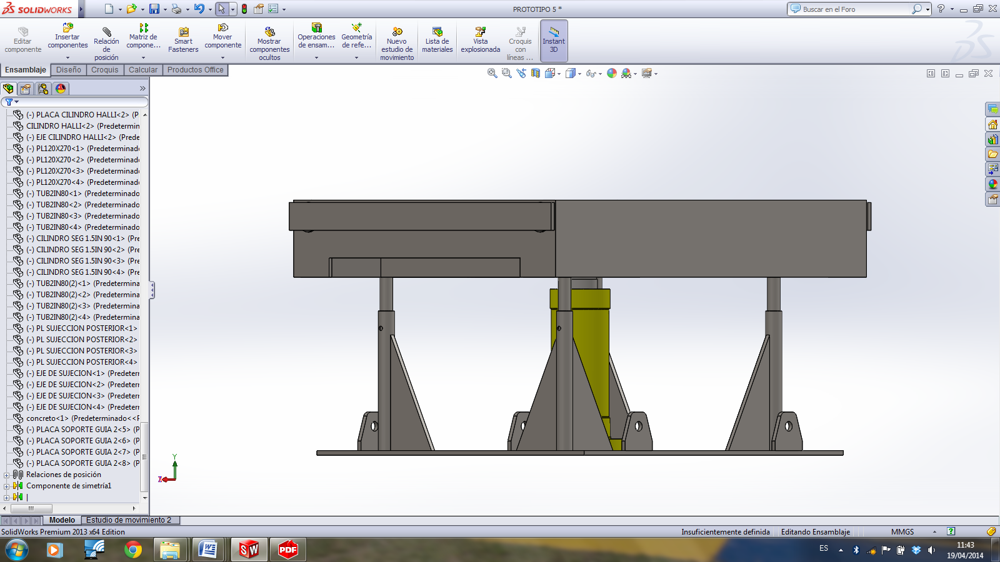 SOLIDWORKS
PROTOTIPO 5 *
Buscar en el Foro
Editar componente
Insertar componentes
Relación de posición
Matriz de compone...
Smart Fasteners
Mover componente
Mostrar componentes ocultos
Operaciones de ensam...
Geometría de refe...
Nuevo estudio de movimiento
Lista de materiales
Vista explosionada
Croquis con líneas ...
Instant 3D
Ensamblaje
Diseño
Croquis
Calcular
Productos Office
(-) PLACA CILINDRO HALLI<2> (P
CILINDRO HALLI<2> (Predetermin
(-) EJE CILINDRO HALLI<2> (Prede
(-) PL120X270<1> (Predeterminado
(-) PL120X270<2> (Predeterminado
(-) PL120X270<3> (Predeterminado
(-) PL120X270<4> (Predeterminado
(-) TUB2IN80<1> (Predeterminado
(-) TUB2IN80<2> (Predeterminado
(-) TUB2IN80<3> (Predeterminado
(-) TUB2IN80<4> (Predeterminado
(-) CILINDRO SEG 1.5IN 90<1> (Pre
(-) CILINDRO SEG 1.5IN 90<2> (Pre
(-) CILINDRO SEG 1.5IN 90<3> (Pre
(-) CILINDRO SEG 1.5IN 90<4> (Pre
(-) TUB2IN80(2)<1> (Predetermina
(-) TUB2IN80(2)<2> (Predetermina
(-) TUB2IN80(2)<3> (Predetermina
(-) TUB2IN80(2)<4> (Predetermina
(-) PL SUJECCION POSTERIOR<1>
(-) PL SUJECCION POSTERIOR<2>
(-) PL SUJECCION POSTERIOR<3>
(-) PL SUJECCION POSTERIOR<4>
(-) EJE DE SUJECION<1> (Predeterr
(-) EJE DE SUJECION<2> (Predeterr
(-) EJE DE SUJECION<3> (Predeterr
(-) EJE DE SUJECION<4> (Predeterr
concreto<1> (Predeterminado<<P
(-) PLACA SOPORTE GUIA 2<5> (P
(-) PLACA SOPORTE GUIA 2<6> (P
(-) PLACA SOPORTE GUIA 2<7> (P
(-) PLACA SOPORTE GUIA 2<8> (P
Relaciones de posición
Componente de simetría1
Y
Z
Modelo
Estudio de movimiento 2
SolidWorks Premium 2013 x64 Edition
Insuficientemente definida
Editando Ensamblaje
MMGS
SW
PDF
ES
11:43
19/04/2014